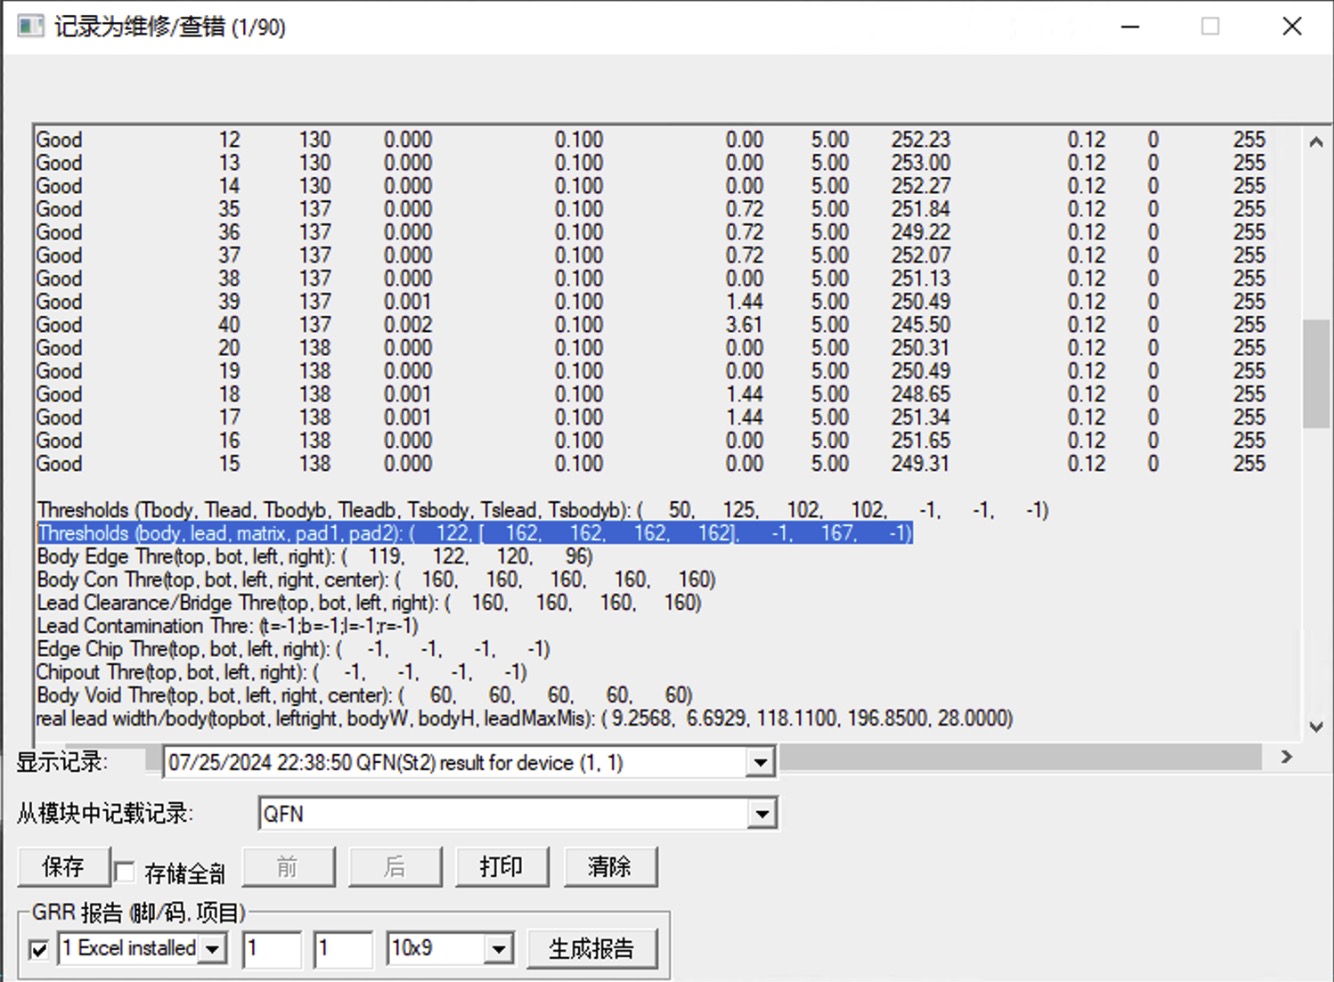 记录为维修/查错 (1/90)
Good 12 130 0.000 0.100 0.00 5.00 252.23 0.12 0 255
Good 13 130 0.000 0.100 0.00 5.00 253.00 0.12 0 255
Good 14 130 0.000 0.100 0.00 5.00 252.27 0.12 0 255
Good 35 137 0.000 0.100 0.72 5.00 251.84 0.12 0 255
Good 36 137 0.000 0.100 0.72 5.00 249.22 0.12 0 255
Good 37 137 0.000 0.100 0.72 5.00 252.07 0.12 0 255
Good 38 137 0.000 0.100 0.00 5.00 251.13 0.12 0 255
Good 39 137 0.001 0.100 1.44 5.00 250.49 0.12 0 255
Good 40 137 0.002 0.100 3.61 5.00 245.50 0.12 0 255
Good 20 138 0.000 0.100 0.00 5.00 250.31 0.12 0 255
Good 19 138 0.000 0.100 0.00 5.00 250.49 0.12 0 255
Good 18 138 0.001 0.100 1.44 5.00 248.65 0.12 0 255
Good 17 138 0.001 0.100 1.44 5.00 251.34 0.12 0 255
Good 16 138 0.000 0.100 0.00 5.00 251.65 0.12 0 255
Good 15 138 0.000 0.100 0.00 5.00 249.31 0.12 0 255
Thresholds (Tbody, Tlead, Tbodyb, Tleadb, Tsbody, Tslead, Tsbodyb): ( 50, 125, 102, 102, -1, -1, -1)
Thresholds (body, lead, matrix, pad1, pad2): ( 122, [ 162, 162, 162, 162], -1, 167, -1)
Body Edge Thre(top, bot, left, right): ( 119, 122, 120, 96)
Body Con Thre(top, bot, left, right, center): ( 160, 160, 160, 160, 160)
Lead Clearance/Bridge Thre(top, bot, left, right): ( 160, 160, 160, 160)
Lead Contamination Thre: (t=-1;b=-1;l=-1;r=-1)
Edge Chip Thre(top, bot, left, right): ( -1, -1, -1, -1)
Chipout Thre(top, bot, left, right): ( -1, -1, -1, -1)
Body Void Thre(top, bot, left, right, center): ( 60, 60, 60, 60, 60)
real lead width/body(topbot, leftright, bodyW, bodyH, leadMaxMis): ( 9.2568, 6.6929, 118.1100, 196.8500, 28.0000)
显示记录: 07/25/2024 22:38:50 QFN(St2) result for device (1, 1)
从模块中记载记录: QFN
保存 存储全部 前 后 打印 清除
GRR 报告 (脚/码, 项目)
1 Excel installed 1 1 10x9 生成报告